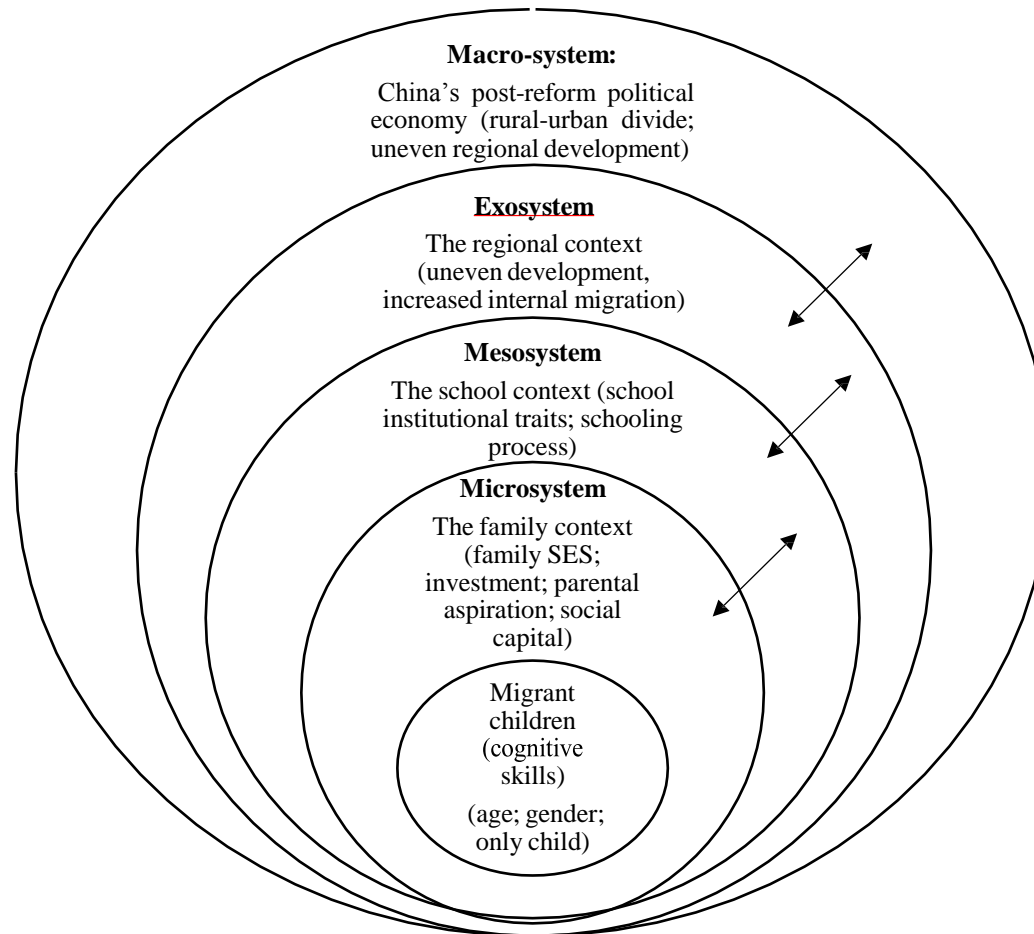 Macro-system:
China’s post-reform political
economy (rural-urban divide;
uneven regional development)
Exosystem
The regional context
(uneven development,
increased internal migration)
Mesosystem
The school context (school
institutional traits; schooling
process)
Microsystem
The family context
(family SES;
investment; parental
aspiration; social
capital)
Migrant
children
(cognitive
skills)
(age; gender;
only child)